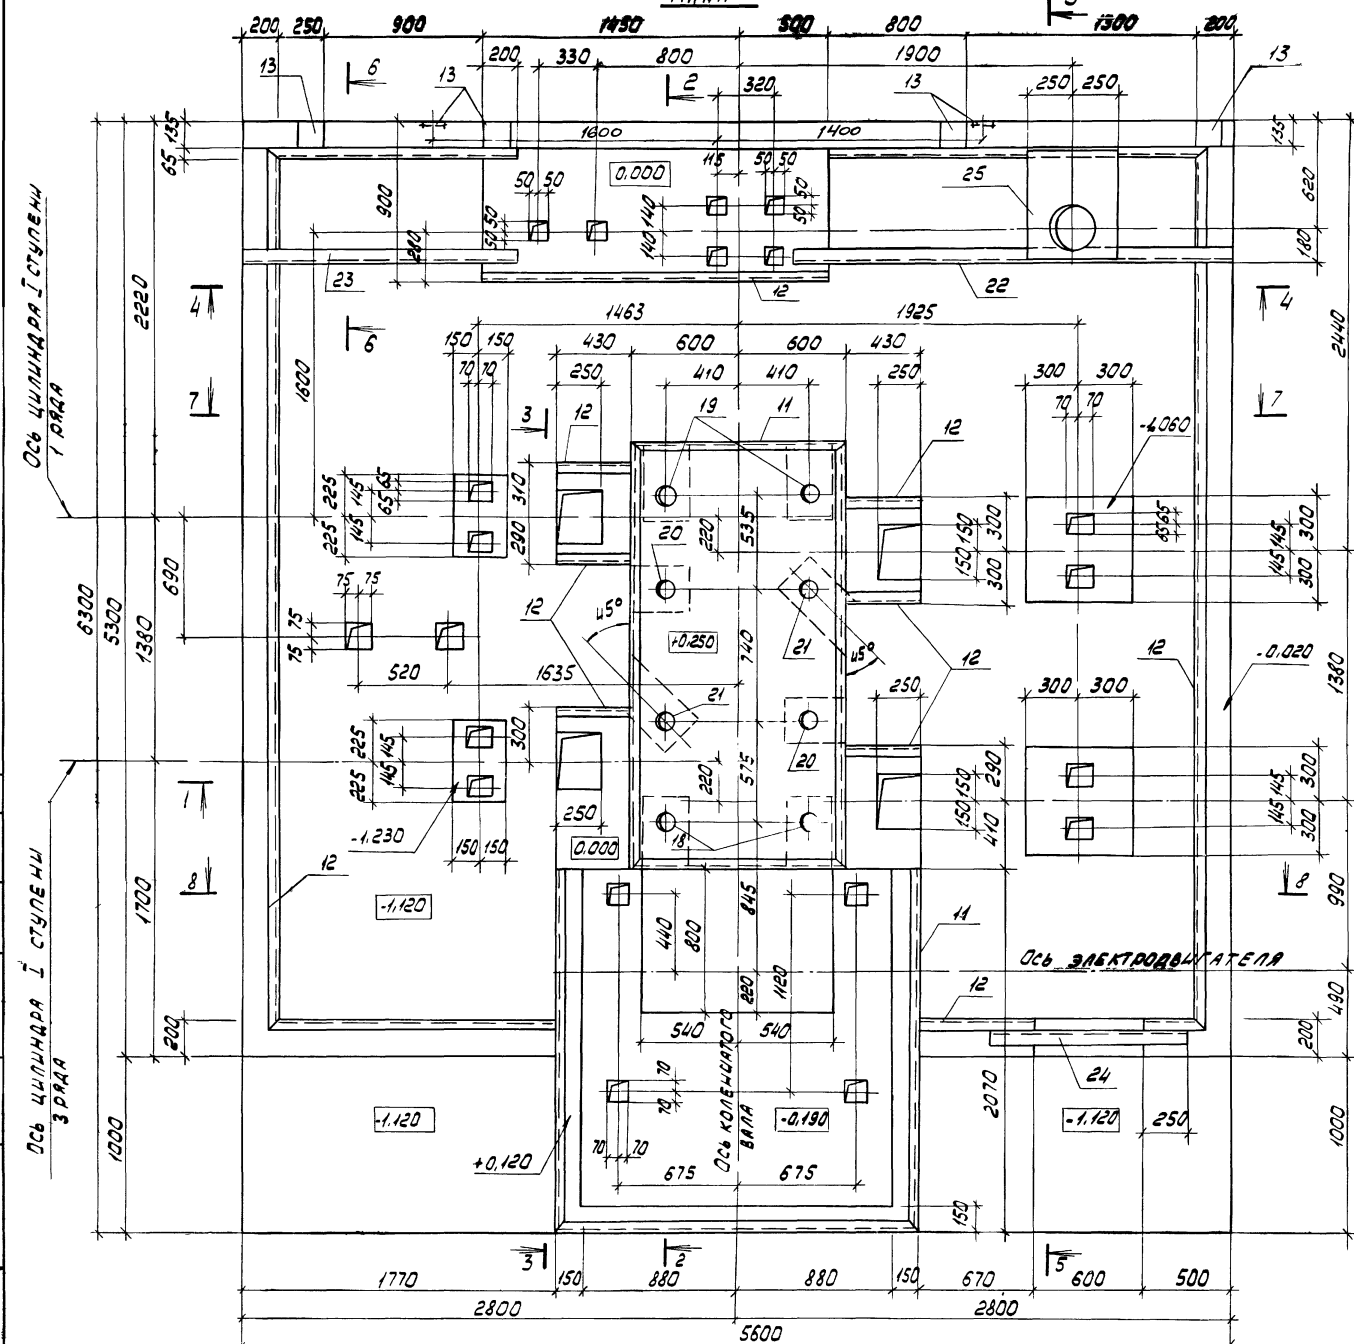 5
200 250 900 1450 500 800 1300 200
200 330 800 1900
13 6 13 2 320 13 250 250 13
135 1600 1400 135
65 115 50 50 25 620
0.000
50 50 50 50
900 140 140 50 50 280 180
23 12 22
Ось цилиндра I ступени
1 ряда
2220 4 4 2440
1463 1925
6 150 150 430 600 600 430
1600 70 70 250 410 410 250 300 300
7 3 12 19 11 12 70 70 7
-1.060
225 145 65 65 310 535 150 300 65 65 145 300
225 145 290 20 220 150 300 145 300
6300 5300 1380 690
75 75 12 45° 740
75 75 +0.250 21 45° 12 12 -0.020
520 1635 250 300 300 1380
21
225 145 300 575 20 150 290 145 300
225 145 220 150 410 145 300
1 250
-1.230 0.000 18
150 150
8 12 8
-1.120
1700 440 800 845 11 990
Ось цилиндра I ступени
3 ряда
Ось электродвигателя
220 1120 12 490
200 540 540 200
24
70 70 2070
-1.120 Ось коленчатого
вала -0.190 -1.120 250
1000 70 70 1000
+0.120 675 675
150
3 2 5
1770 150 880 880 150 670 600 500
2800 2800
5600